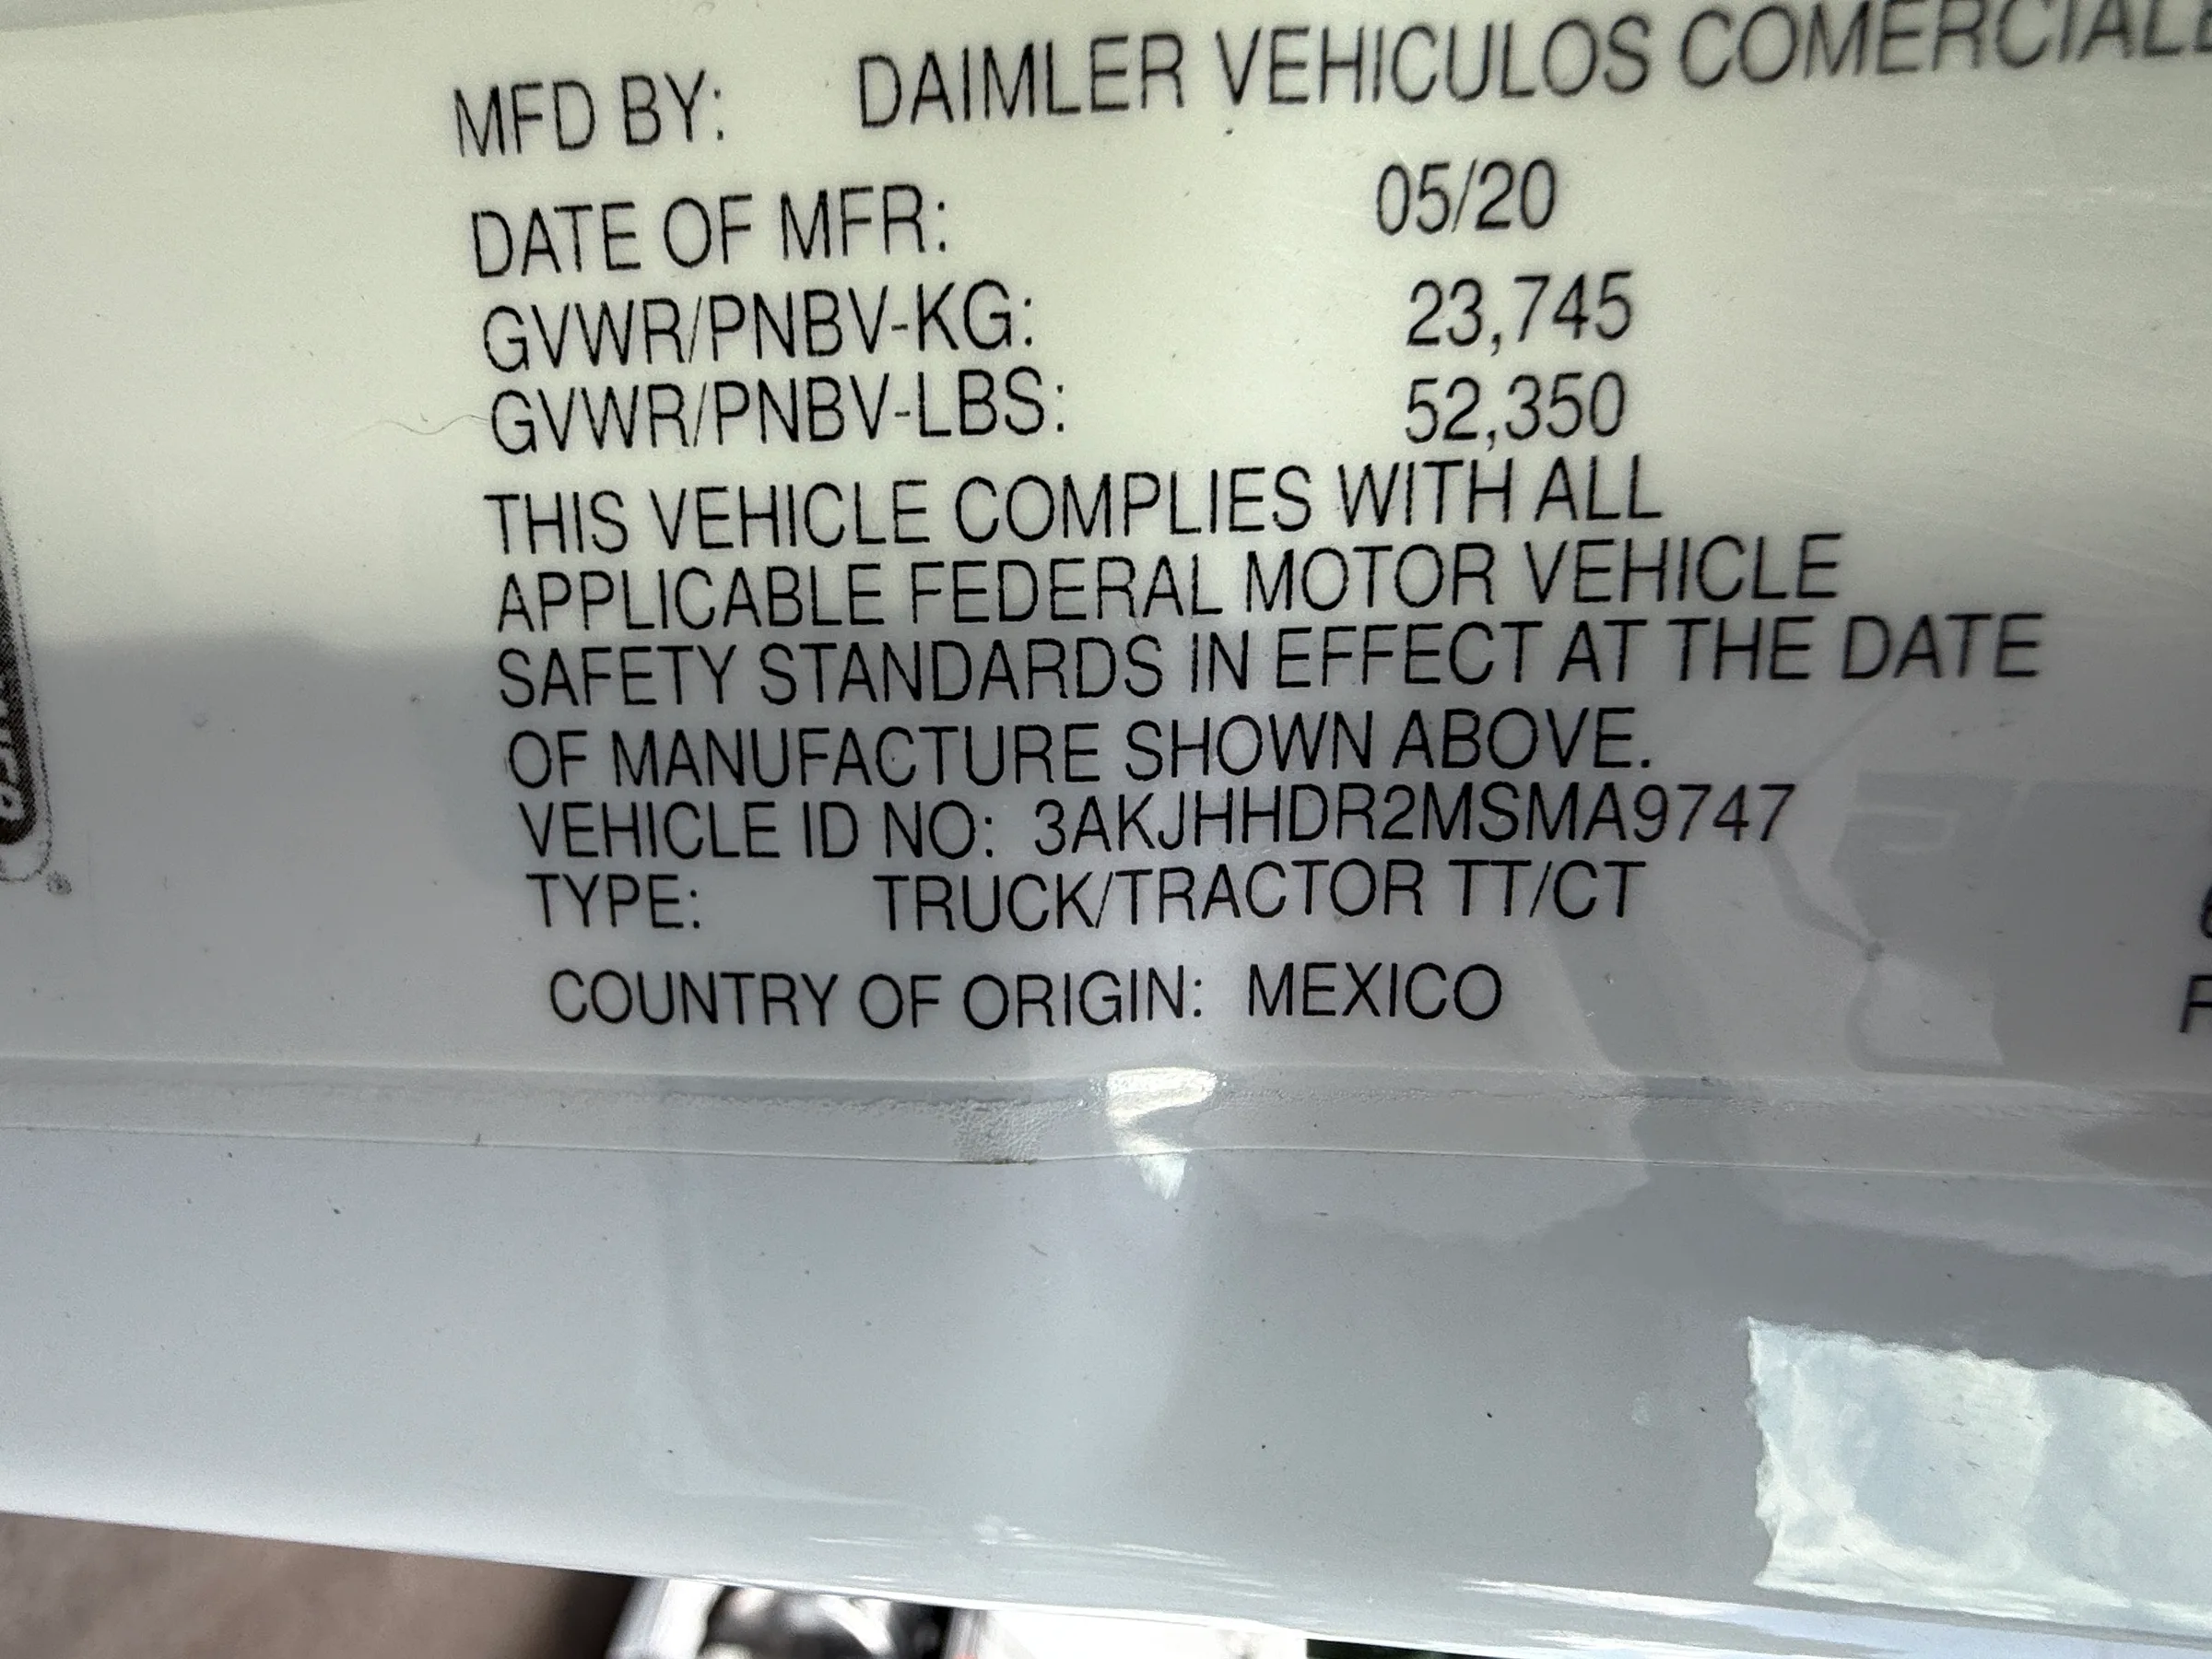 MFD BY: DAIMLER VEHICULOS COMERCIALE
DATE OF MFR: 05/20
GVWR/PNBV-KG: 23,745
GVWR/PNBV-LBS: 52,350
THIS VEHICLE COMPLIES WITH ALL
APPLICABLE FEDERAL MOTOR VEHICLE
SAFETY STANDARDS IN EFFECT AT THE DATE
OF MANUFACTURE SHOWN ABOVE.
VEHICLE ID NO: 3AKJHHDR2MSMA9747
TYPE: TRUCK/TRACTOR TT/CT
COUNTRY OF ORIGIN: MEXICO